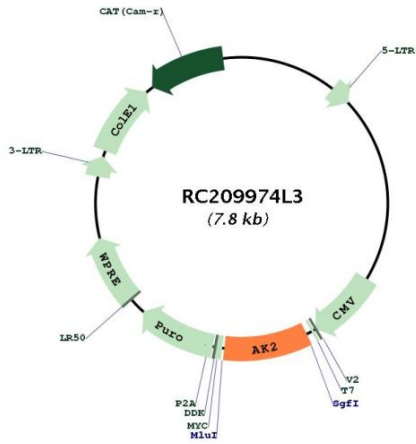 CAT(Cam-r)
5-LTR
ColE1
3-LTR
RC209974L3
(7.8 kb)
WPRE
CMV
LR50
Puro
AK2
V2
T7
SgfI
P2A
DDK
MYC
MluI